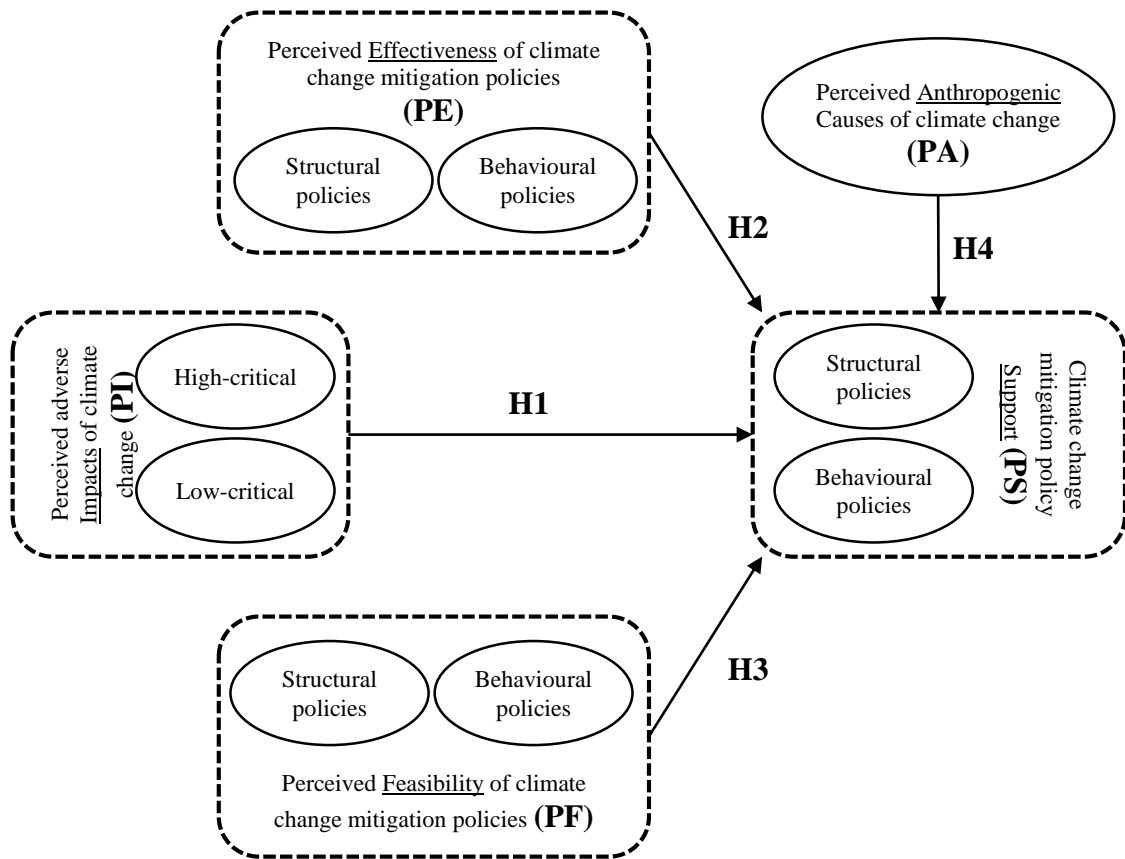 Perceived Effectiveness of climate
change mitigation policies
(PE)
Structural
policies
Behavioural
policies
Perceived Anthropogenic
Causes of climate change
(PA)
H2
H4
Perceived adverse
Impacts of climate
change (PI)
High-critical
Low-critical
H1
Structural
policies
Behavioural
policies
Climate change
mitigation policy
Support (PS)
H3
Structural
policies
Behavioural
policies
Perceived Feasibility of climate
change mitigation policies (PF)